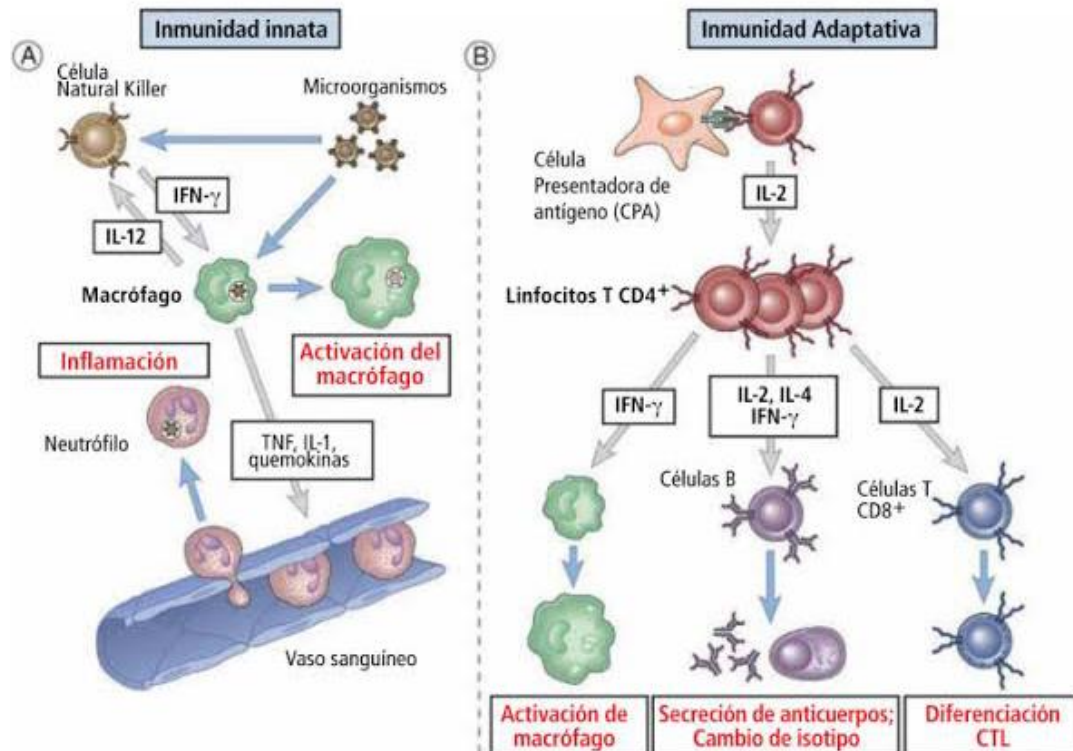 Inmunidad innata
A
Célula
Natural Killer
Microorganismos
IFN-γ
IL-12
Macrófago
Inflamación
Activación del
macrófago
Neutrófilo
TNF, IL-1,
quemokinas
Vaso sanguíneo
B
Inmunidad Adaptativa
Célula
Presentadora de
antígeno (CPA)
IL-2
Linfocitos T CD4+
IFN-γ
IL-2, IL-4
IFN-γ
IL-2
Células B
Células T
CD8+
Activación de
macrófago
Secreción de anticuerpos;
Cambio de isotipo
Diferenciación
CTL